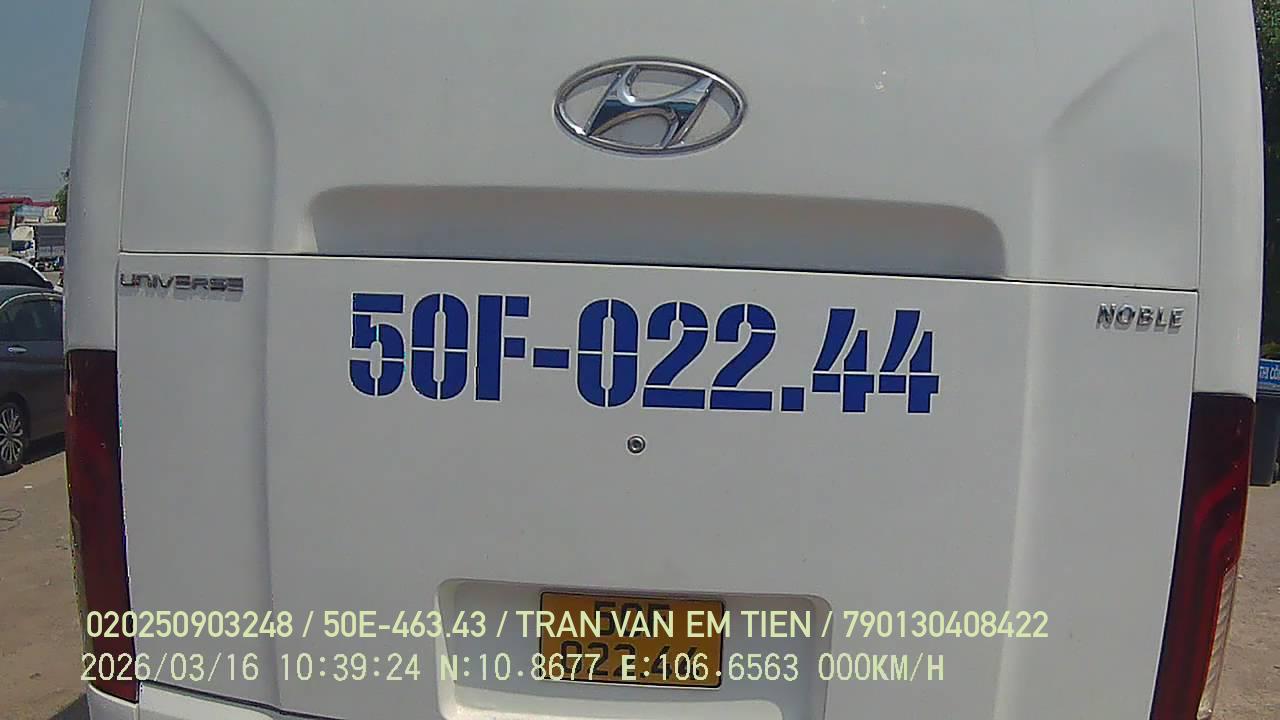 UNIVERSE
NOBLE
50F-022.44
50F
022.44
020250903248 / 50E-463.43 / TRAN VAN EM TIEN / 790130408422
2026/03/16 10:39:24 N:10.8677 E:106.6563 000KM/H